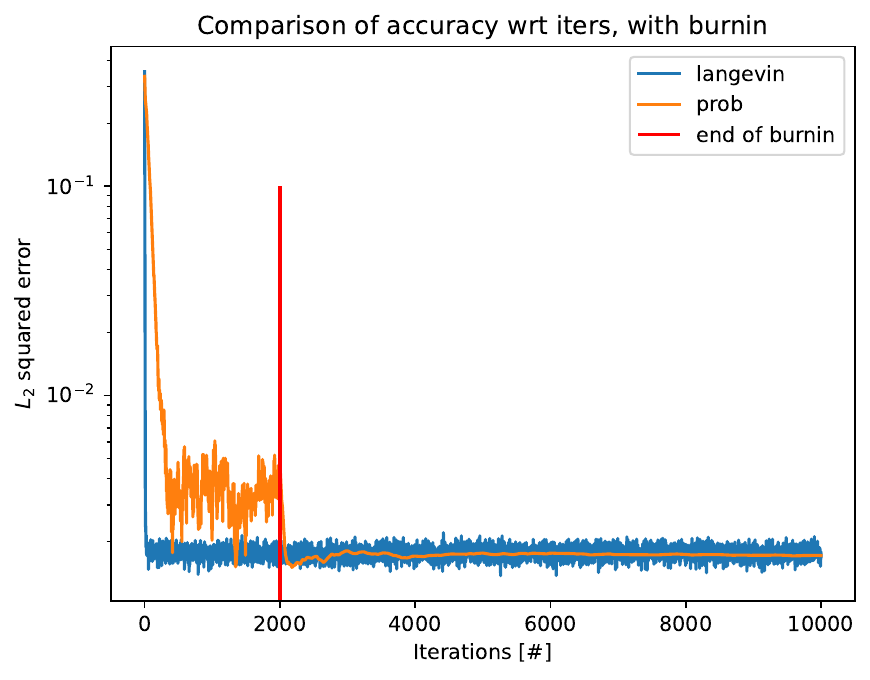 Comparison of accuracy wrt iters, with burnin
langevin
prob
end of burnin
10⁻¹
10⁻²
L₂ squared error
0 2000 4000 6000 8000 10000
Iterations [#]